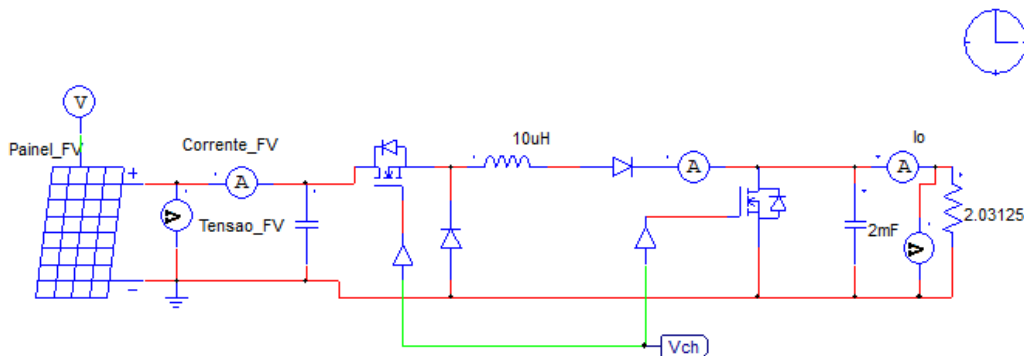 V
Painel_FV
Corrente_FV
+
A
V
Tensao_FV
−
10uH
A
Io
A
2mF
V
2.03125
Vch